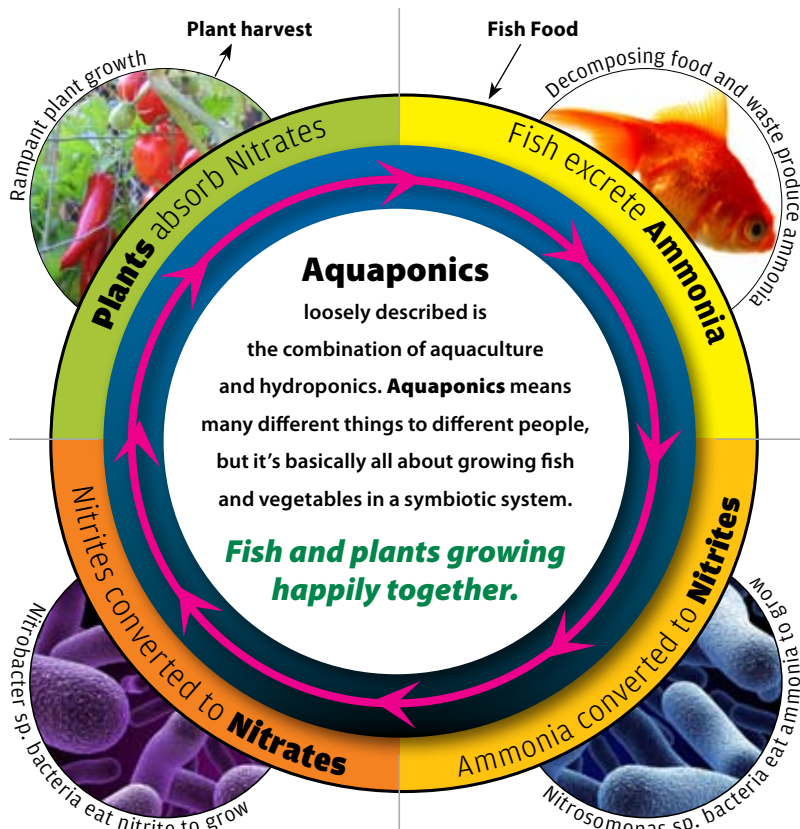 Plant harvest
Fish Food
Rampant plant growth
Decomposing food and waste produce ammonia
Plants absorb Nitrates
Fish excrete Ammonia
Aquaponics
loosely described is
the combination of aquaculture
and hydroponics. Aquaponics means
many different things to different people,
but it’s basically all about growing fish
and vegetables in a symbiotic system.
Fish and plants growing
happily together.
Nitrites converted to Nitrates
Ammonia converted to Nitrites
Nitrobacter sp. bacteria eat nitrite to grow
Nitrosomonas sp. bacteria eat ammonia to grow